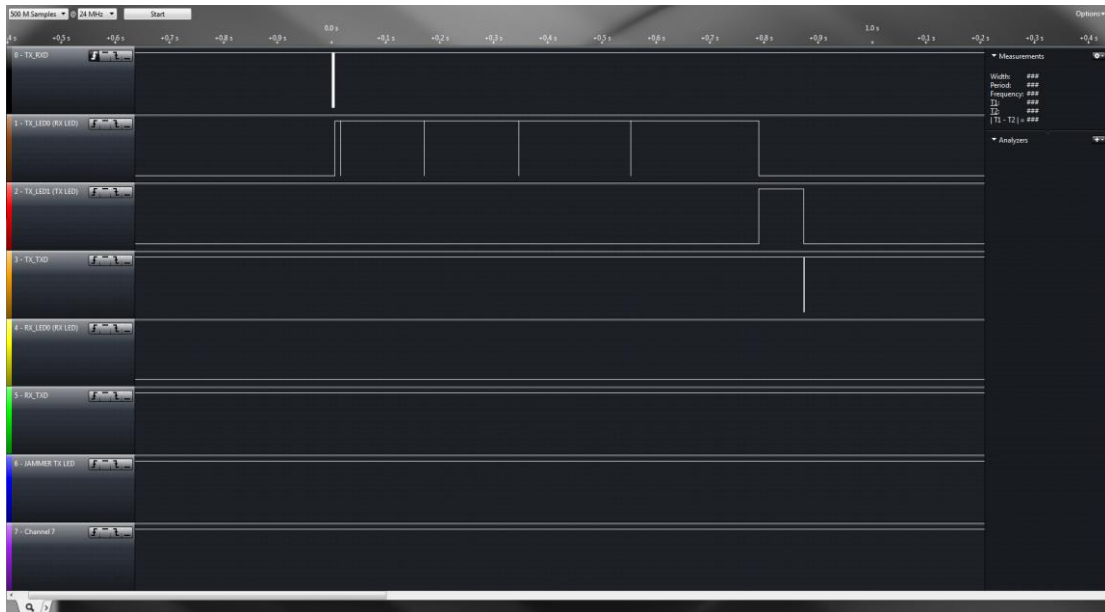 500 M Samples @ 24 MHz Start Options
0.0 s 1.0 s
4 s +0,5 s +0,6 s +0,7 s +0,8 s +0,9 s +0,1 s +0,2 s +0,3 s +0,4 s +0,5 s +0,6 s +0,7 s +0,8 s +0,9 s +0,1 s +0,2 s +0,3 s +0,4 s
0 - TX_RXD
1 - TX_LED0 (RX LED)
2 - TX_LED1 (TX LED)
3 - TX_TXD
4 - RX_LED0 (RX LED)
5 - RX_TXD
6 - JAMMER TX LED
7 - Channel 7
Measurements
Width: ###
Period: ###
Frequency: ###
T1: ###
T2: ###
| T1 - T2 | = ###
Analyzers